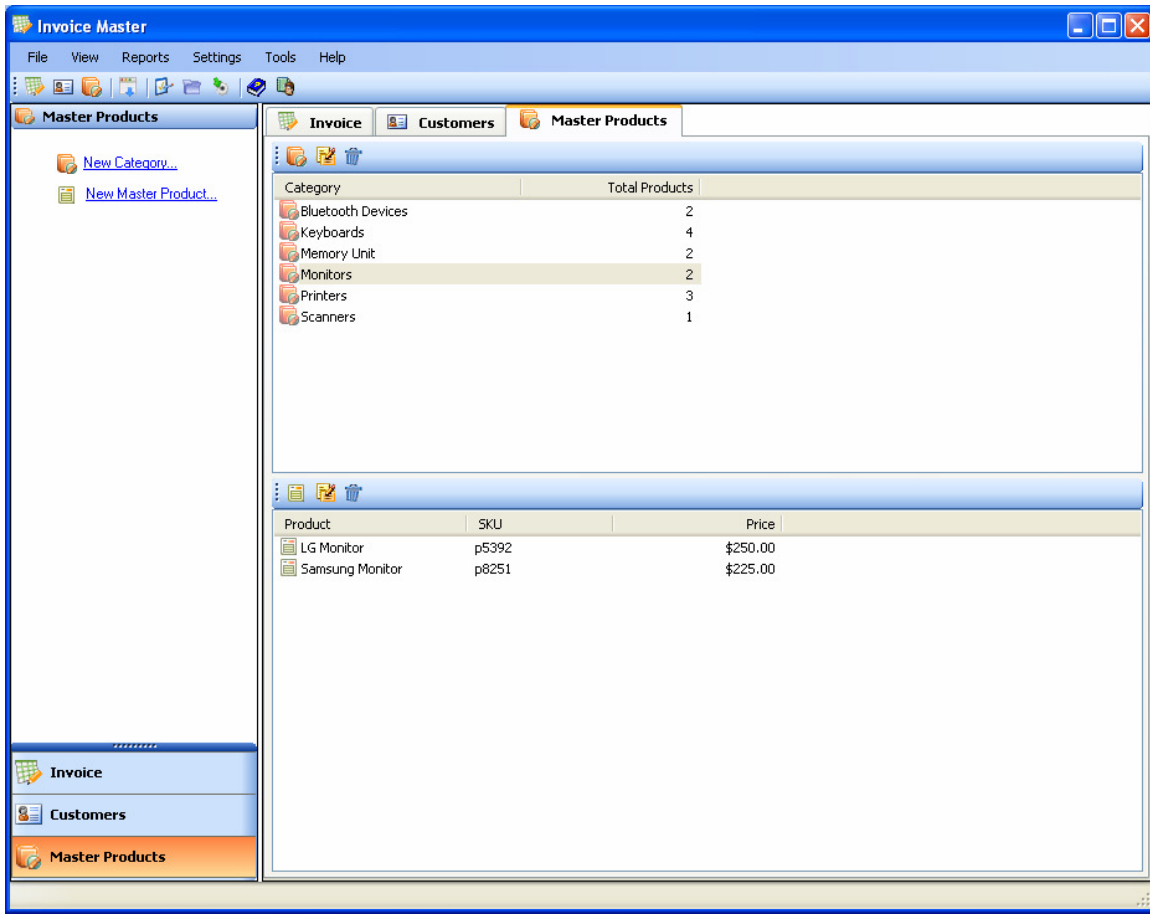 Invoice Master
File View Reports Settings Tools Help
Master Products
New Category...
New Master Product...
Invoice Customers Master Products
Category Total Products
Bluetooth Devices 2
Keyboards 4
Memory Unit 2
Monitors 2
Printers 3
Scanners 1
Product SKU Price
LG Monitor p5392 $250.00
Samsung Monitor p8251 $225.00
Invoice
Customers
Master Products